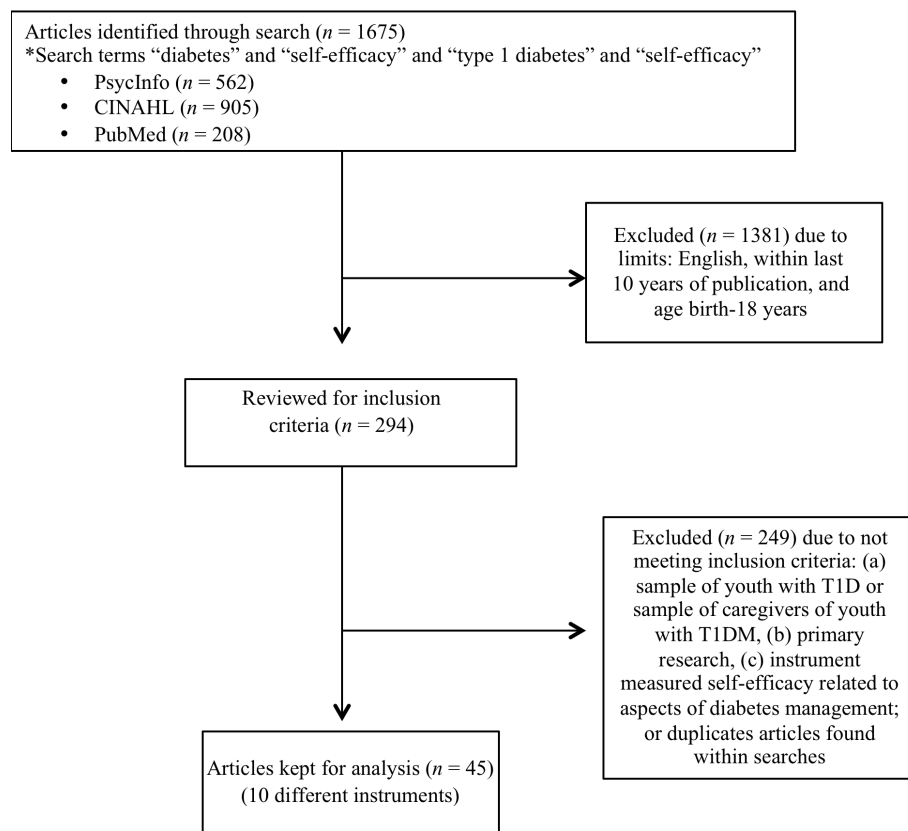 Articles identified through search (n = 1675)
*Search terms “diabetes” and “self-efficacy” and “type 1 diabetes” and “self-efficacy”
• PsycInfo (n = 562)
• CINAHL (n = 905)
• PubMed (n = 208)
Excluded (n = 1381) due to
limits: English, within last
10 years of publication, and
age birth-18 years
Reviewed for inclusion
criteria (n = 294)
Excluded (n = 249) due to not
meeting inclusion criteria: (a)
sample of youth with T1D or
sample of caregivers of youth
with T1DM, (b) primary
research, (c) instrument
measured self-efficacy related to
aspects of diabetes management;
or duplicates articles found
within searches
Articles kept for analysis (n = 45)
(10 different instruments)